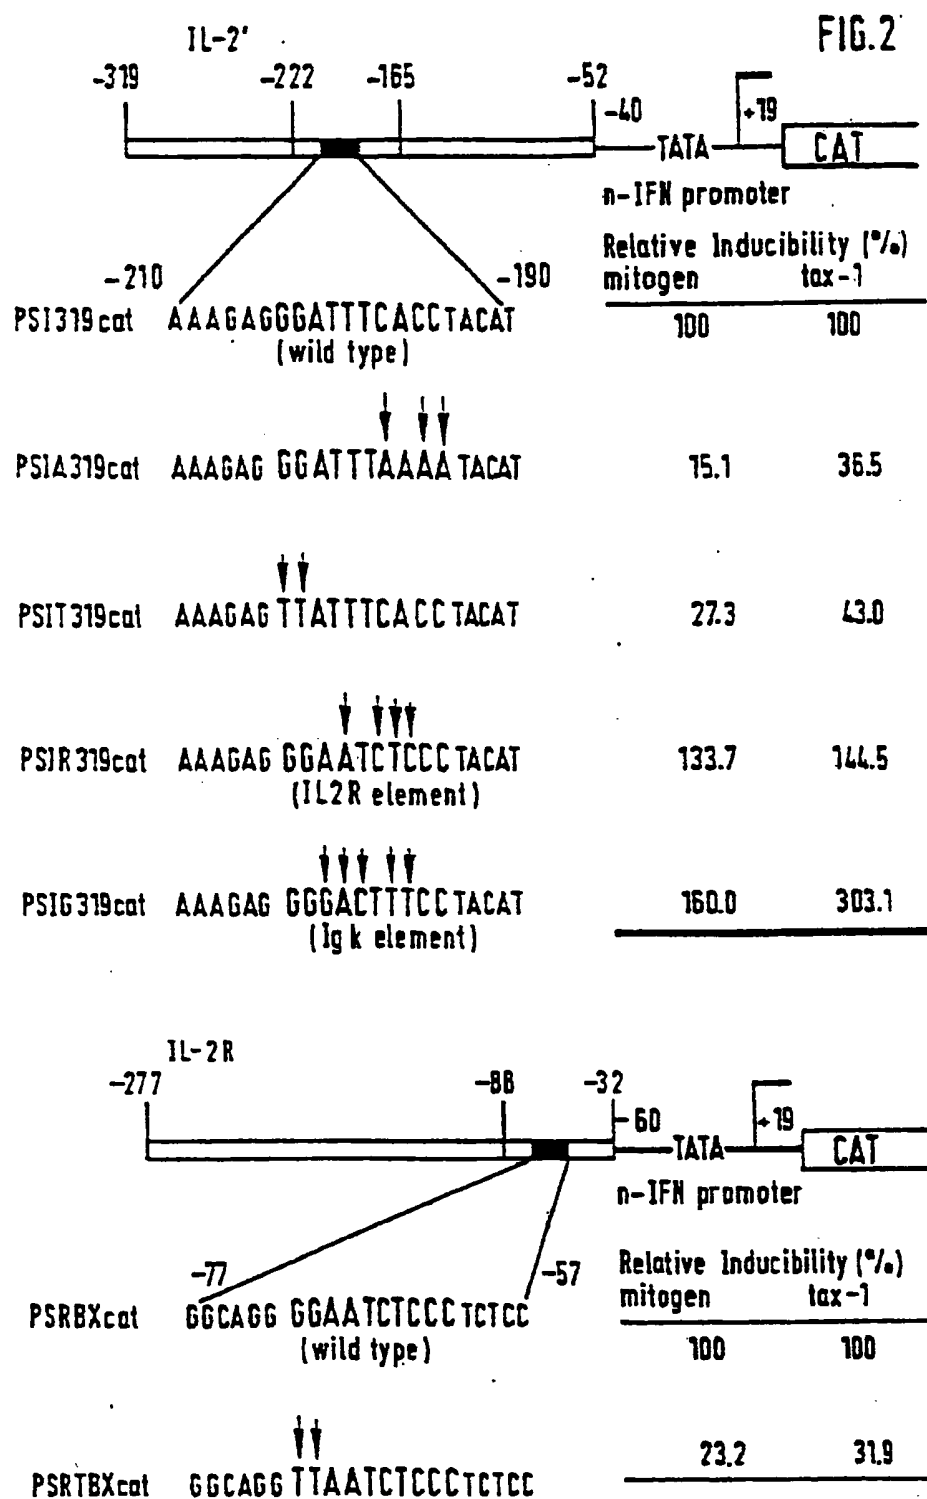 FIG.2
IL-2'
-319 -222 -165 -52
-40 +19
TATA CAT
n-IFN promoter
Relative Inducibility (%)
-210 -190 mitogen tax-1
PSI319cat AAAGAGGGATTTCACCTACAT 100 100
(wild type)
PSIA319cat AAAGAG GGATTTAAAA TACAT 15.1 36.5
PSIT319cat AAAGAG TTATTTCACC TACAT 27.3 43.0
PSIR319cat AAAGAG GGAATCTCCC TACAT 133.7 144.5
(IL2R element)
PSIG319cat AAAGAG GGGACTTTCC TACAT 160.0 303.1
(Igk element)
IL-2R
-277 -88 -32
-60 +19
TATA CAT
n-IFN promoter
Relative Inducibility (%)
-77 -57 mitogen tax-1
PSRBXcat GGCAGG GGAATCTCCC TCTCC 100 100
(wild type)
PSRTBXcat GGCAGG TTAATCTCCCTCTCC 23.2 31.9